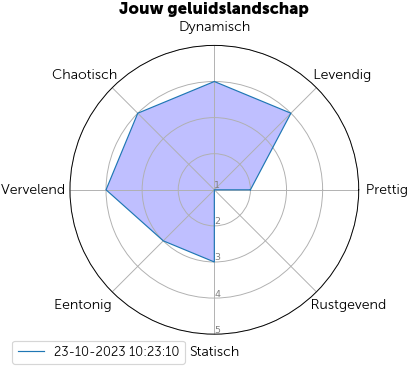 Jouw geluidslandschap
Dynamisch
Chaotisch
Levendig
Vervelend
Prettig
1
2
3
4
5
Eentonig
Rustgevend
23-10-2023 10:23:10
Statisch